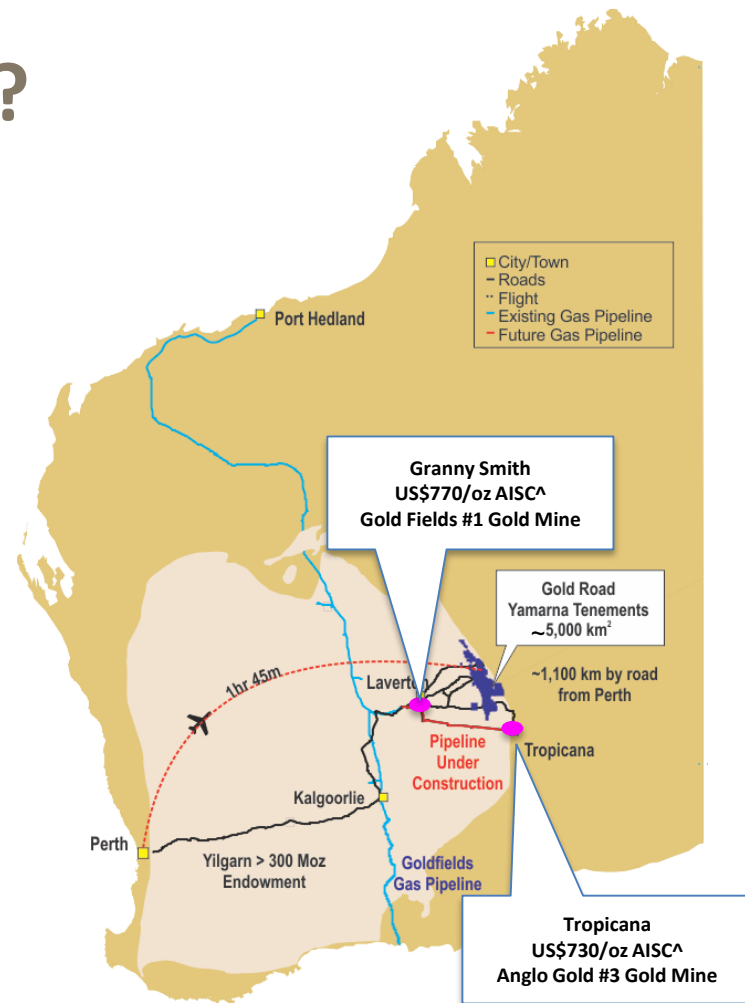 ?
City/Town
Roads
Flight
Existing Gas Pipeline
Future Gas Pipeline
Port Hedland
Granny Smith
US$770/oz AISC^
Gold Fields #1 Gold Mine
Gold Road
Yamarna Tenements
~5,000 km²
~1,100 km by road
from Perth
1hr 45m
Laverton
Tropicana
Pipeline
Under
Construction
Kalgoorlie
Perth
Yilgarn > 300 Moz
Endowment
Goldfields
Gas Pipeline
Tropicana
US$730/oz AISC^
Anglo Gold #3 Gold Mine